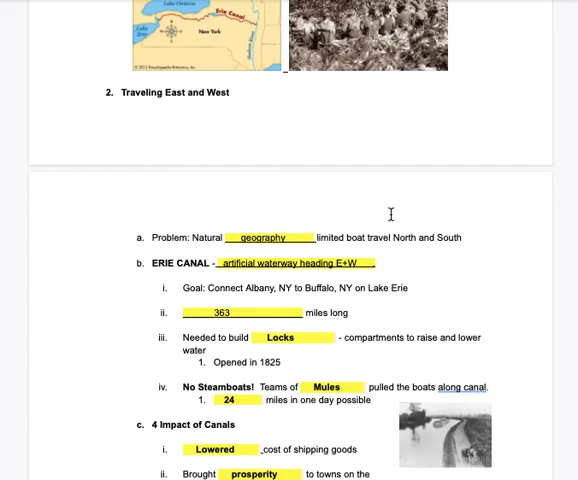 Lake Ontario
Erie Canal
Lake
Erie
New York
Hudson River
2. Traveling East and West
a. Problem: Natural geography limited boat travel North and South
b. ERIE CANAL - artificial waterway heading E+W .
i. Goal: Connect Albany, NY to Buffalo, NY on Lake Erie
ii. 363 miles long
iii. Needed to build Locks - compartments to raise and lower
water
1. Opened in 1825
iv. No Steamboats! Teams of Mules pulled the boats along canal.
1. 24 miles in one day possible
c. 4 Impact of Canals
i. Lowered cost of shipping goods
ii. Brought prosperity to towns on the